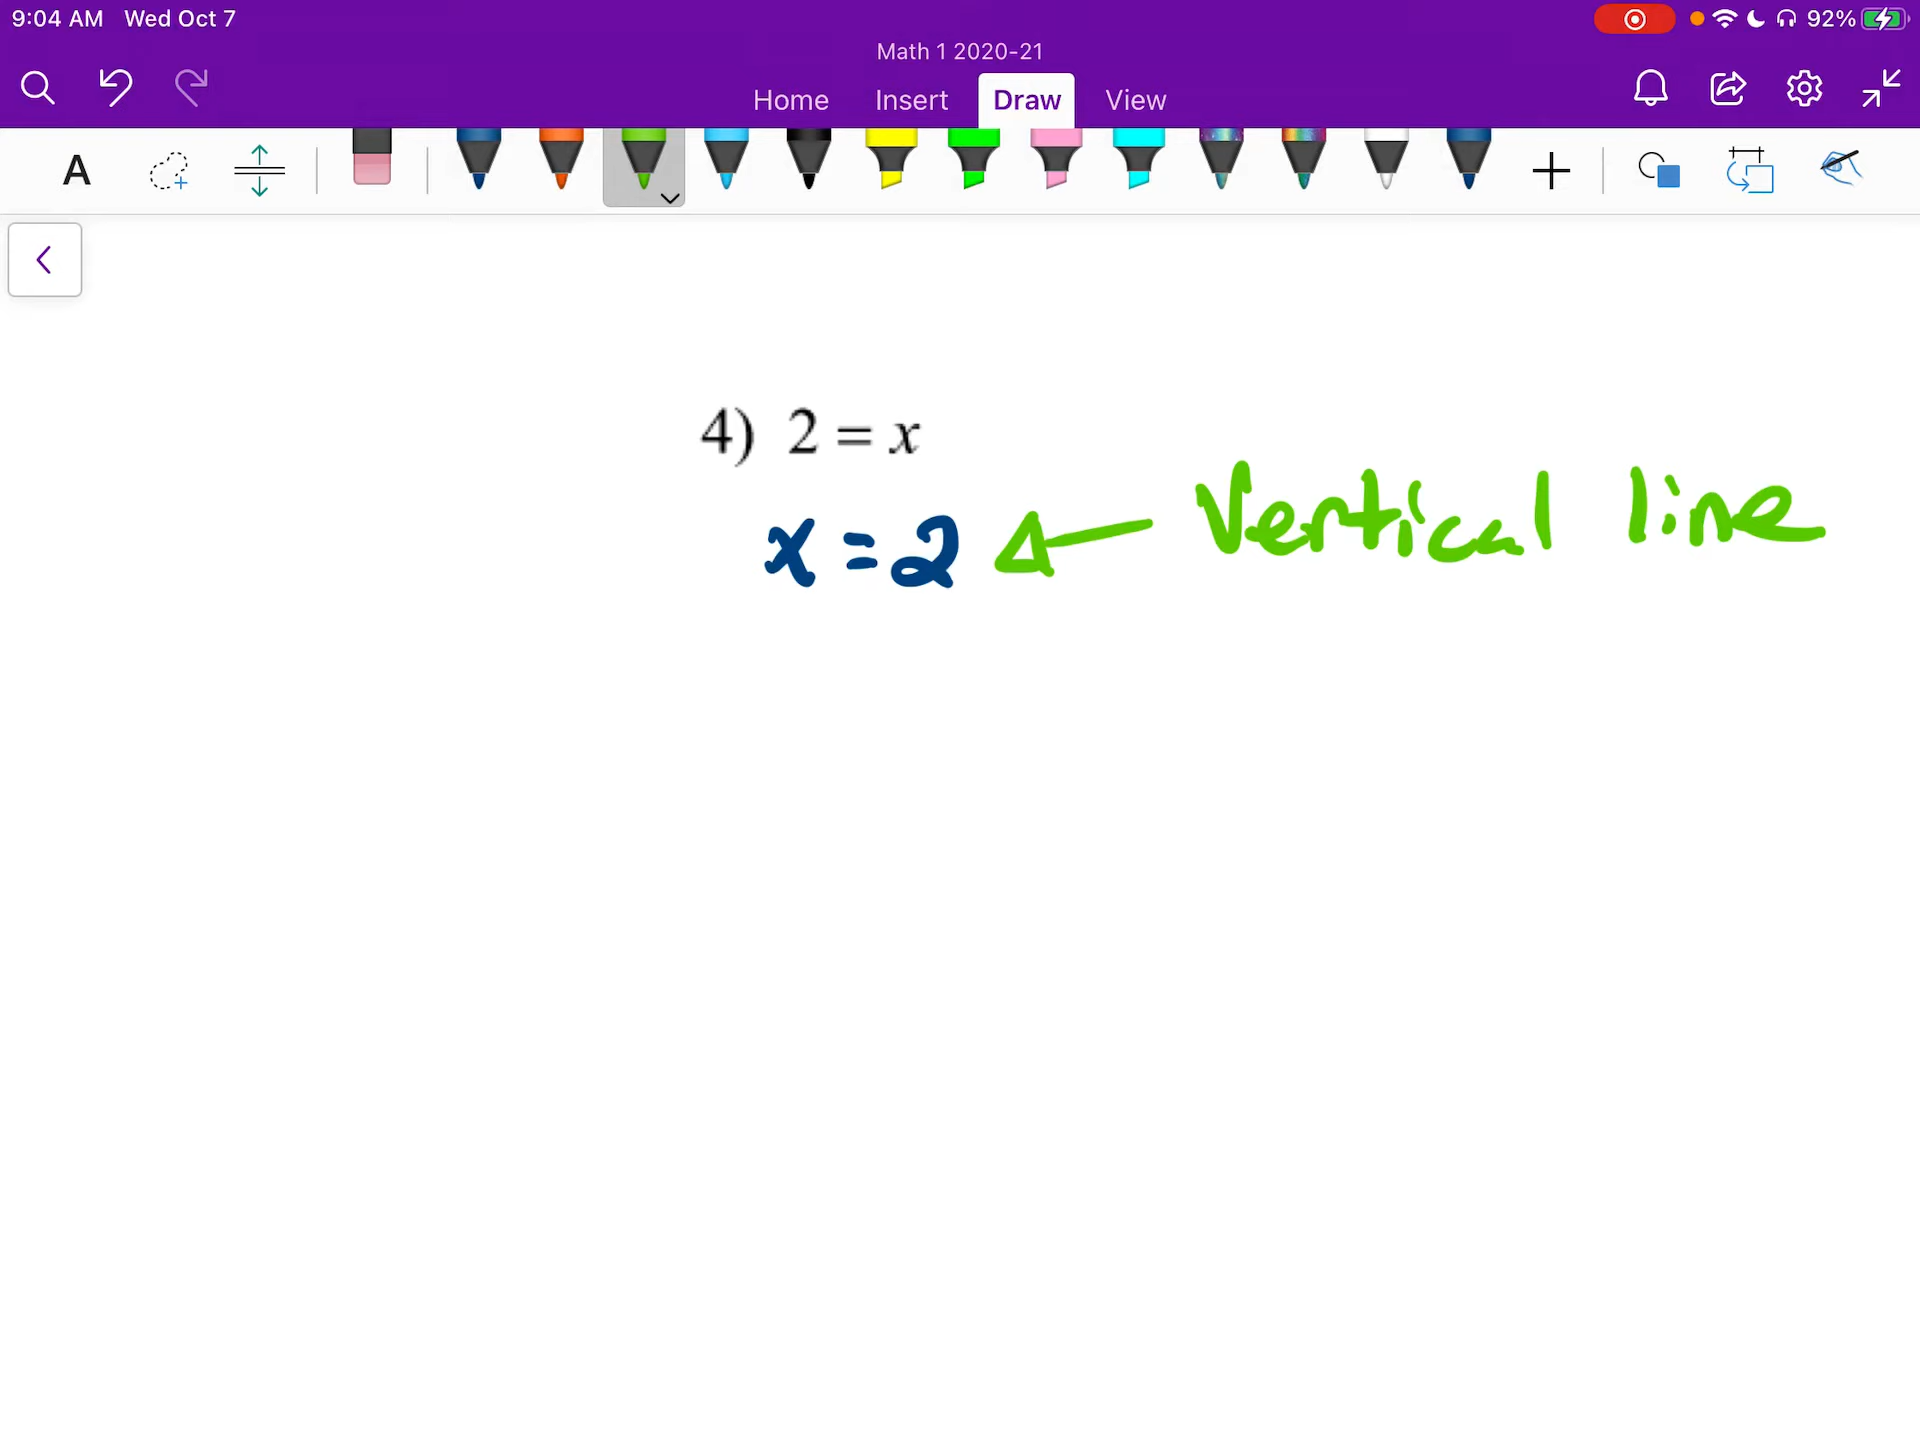 9:04 AM Wed Oct 7
92%
Math 1 2020-21
Home Insert Draw View
A
4) 2 = x
x = 2 Vertical line